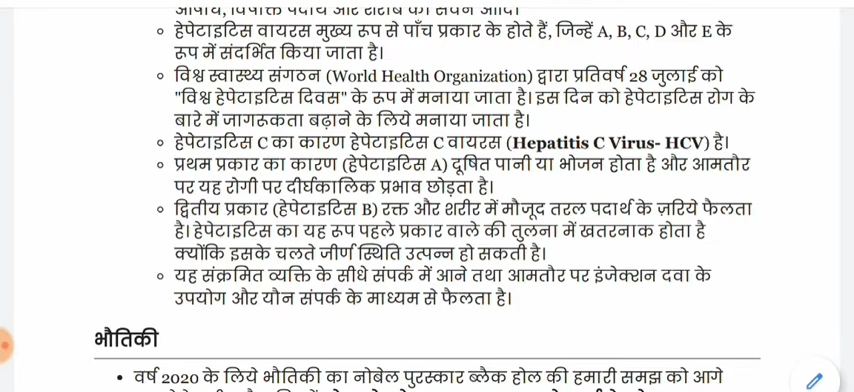 हेपेटाइटिस वायरस मुख्य रूप से पाँच प्रकार के होते हैं, जिन्हें A, B, C, D और E के
रूप में संदर्भित किया जाता है।
विश्व स्वास्थ्य संगठन (World Health Organization) द्वारा प्रतिवर्ष 28 जुलाई को
"विश्व हेपेटाइटिस दिवस" के रूप में मनाया जाता है। इस दिन को हेपेटाइटिस रोग के
बारे में जागरूकता बढ़ाने के लिये मनाया जाता है।
हेपेटाइटिस C का कारण हेपेटाइटिस C वायरस (Hepatitis C Virus- HCV) है।
प्रथम प्रकार का कारण (हेपेटाइटिस A) दूषित पानी या भोजन होता है और आमतौर
पर यह रोगी पर दीर्घकालिक प्रभाव छोड़ता है।
द्वितीय प्रकार (हेपेटाइटिस B) रक्त और शरीर में मौजूद तरल पदार्थ के ज़रिये फैलता
है। हेपेटाइटिस का यह रूप पहले प्रकार वाले की तुलना में खतरनाक होता है
क्योंकि इसके चलते जीर्ण स्थिति उत्पन्न हो सकती है।
यह संक्रमित व्यक्ति के सीधे संपर्क में आने तथा आमतौर पर इंजेक्शन दवा के
उपयोग और यौन संपर्क के माध्यम से फैलता है।
भौतिकी
वर्ष 2020 के लिये भौतिकी का नोबेल पुरस्कार ब्लैक होल की हमारी समझ को आगे